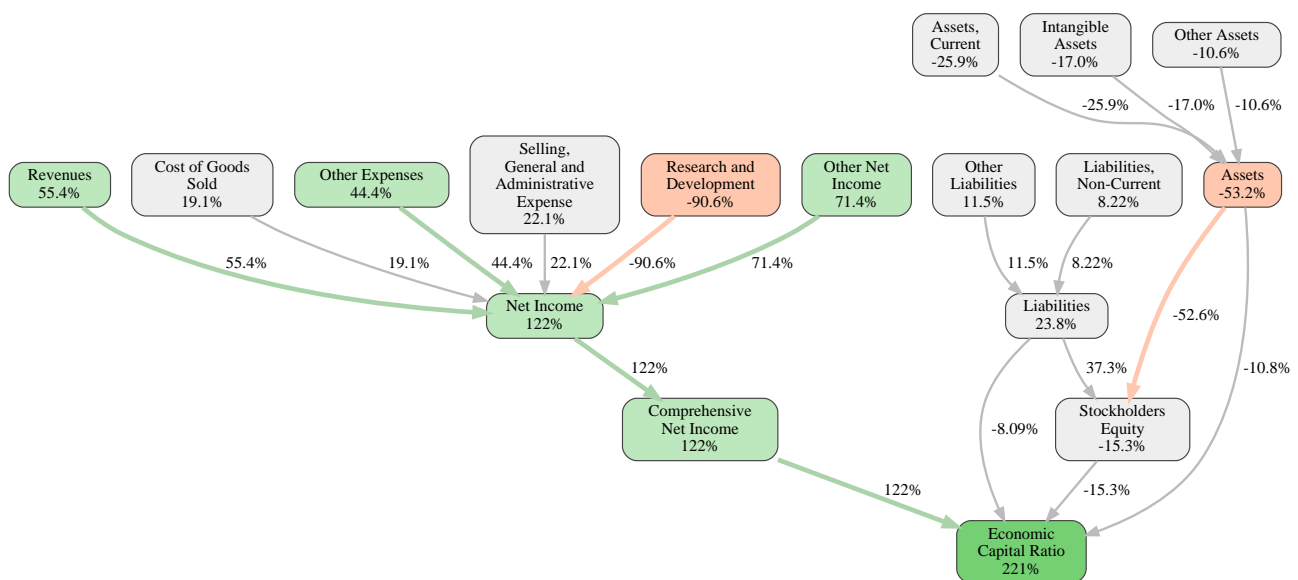 Assets,
Current
-25.9%
Intangible
Assets
-17.0%
Other Assets
-10.6%
-25.9%
-17.0%
-10.6%
Revenues
55.4%
Cost of Goods
Sold
19.1%
Other Expenses
44.4%
Selling,
General and
Administrative
Expense
22.1%
Research and
Development
-90.6%
Other Net
Income
71.4%
Other
Liabilities
11.5%
Liabilities,
Non-Current
8.22%
Assets
-53.2%
55.4%
19.1%
44.4%
22.1%
-90.6%
71.4%
11.5%
8.22%
Net Income
122%
Liabilities
23.8%
-52.6%
122%
37.3%
-10.8%
Comprehensive
Net Income
122%
-8.09%
Stockholders
Equity
-15.3%
122%
-15.3%
Economic
Capital Ratio
221%